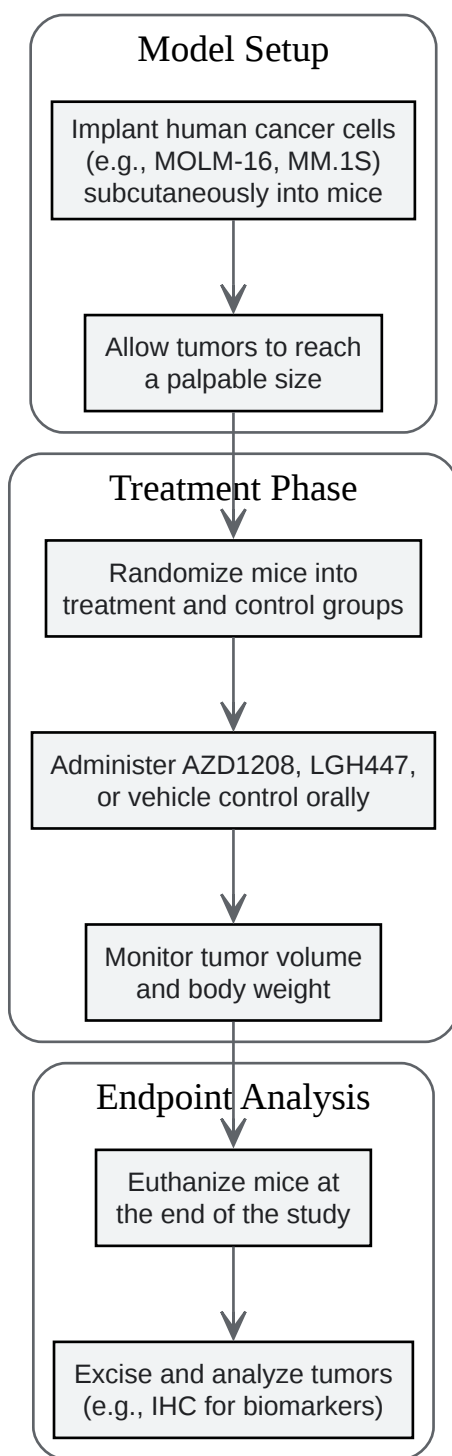 Model Setup
Implant human cancer cells
(e.g., MOLM-16, MM.1S)
subcutaneously into mice
Allow tumors to reach
a palpable size
Treatment Phase
Randomize mice into
treatment and control groups
Administer AZD1208, LGH447,
or vehicle control orally
Monitor tumor volume
and body weight
Endpoint Analysis
Euthanize mice at
the end of the study
Excise and analyze tumors
(e.g., IHC for biomarkers)